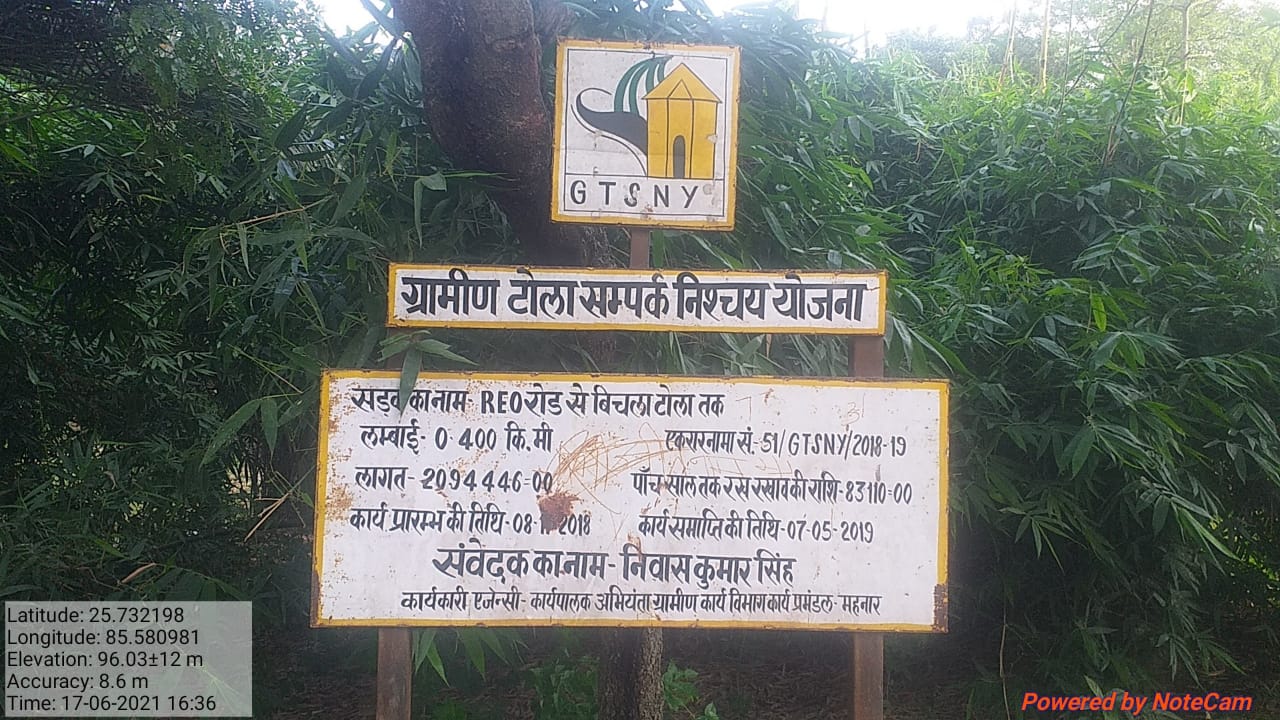 GTSNY
ग्रामीण टोला सम्पर्क निश्चय योजना
सड़क का नाम- REO रोड से बिचला टोला तक
लम्बाई- 0.400 कि.मी
एकरारनामा सं.- 51/GTSNY/2018-19
लागत- 2094446=00
पाँच साल तक रख रखाव की राशि- 83110=00
कार्य प्रारम्भ की तिथि- 08- 2018
कार्य समाप्ति की तिथि- 07-05-2019
संवेदक का नाम- निवास कुमार सिंह
कार्यकारी एजेन्सी- कार्यपालक अभियंता ग्रामीण कार्य विभाग कार्य प्रमंडल- महनार
Latitude: 25.732198
Longitude: 85.580981
Elevation: 96.03±12 m
Accuracy: 8.6 m
Time: 17-06-2021 16:36
Powered by NoteCam